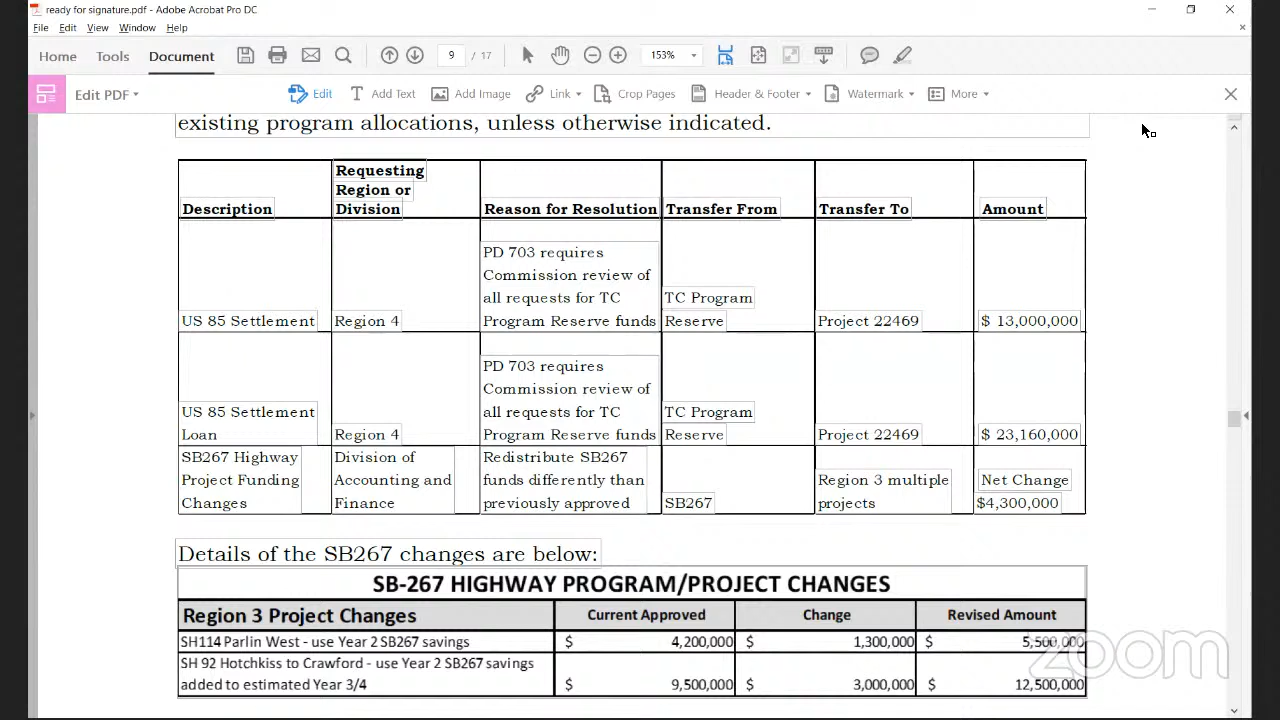 ready for signature.pdf - Adobe Acrobat Pro DC
File Edit View Window Help
Home Tools Document 9 / 17 153%
Edit PDF Edit Add Text Add Image Link Crop Pages Header & Footer Watermark More
existing program allocations, unless otherwise indicated.
Description Requesting Region or Division Reason for Resolution Transfer From Transfer To Amount
US 85 Settlement Region 4 PD 703 requires Commission review of all requests for TC Program Reserve funds TC Program Reserve Project 22469 $ 13,000,000
US 85 Settlement Loan Region 4 PD 703 requires Commission review of all requests for TC Program Reserve funds TC Program Reserve Project 22469 $ 23,160,000
SB267 Highway Project Funding Changes Division of Accounting and Finance Redistribute SB267 funds differently than previously approved SB267 Region 3 multiple projects Net Change $4,300,000
Details of the SB267 changes are below:
SB-267 HIGHWAY PROGRAM/PROJECT CHANGES
Region 3 Project Changes Current Approved Change Revised Amount
SH114 Parlin West - use Year 2 SB267 savings $ 4,200,000 $ 1,300,000 $ 5,500,000
SH 92 Hotchkiss to Crawford - use Year 2 SB267 savings added to estimated Year 3/4 $ 9,500,000 $ 3,000,000 $ 12,500,000
zoom